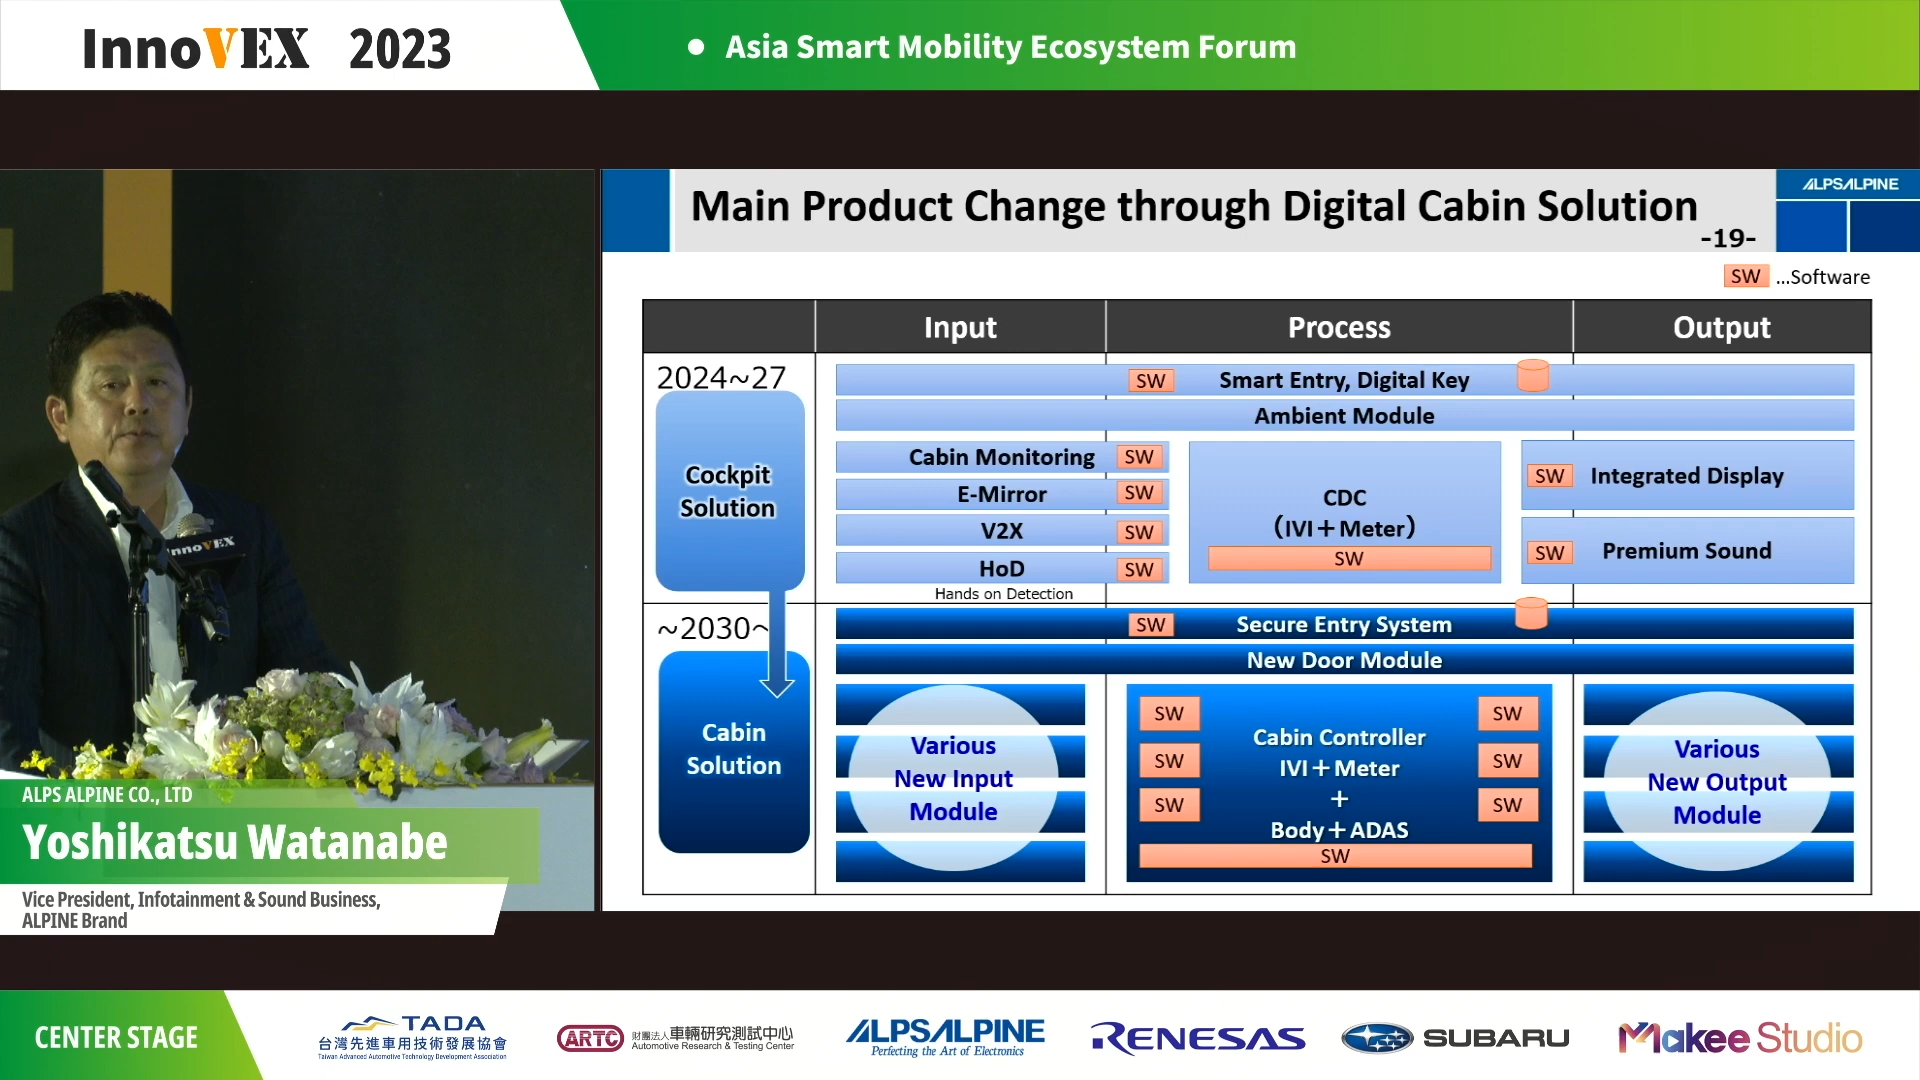 InnoVEX 2023
Asia Smart Mobility Ecosystem Forum
Main Product Change through Digital Cabin Solution
-19-
ALPSALPINE
SW ...Software
Input Process Output
2024~27
Cockpit
Solution
SW Smart Entry, Digital Key
Ambient Module
Cabin Monitoring SW
E-Mirror SW
V2X SW
HoD SW
Hands on Detection
CDC
(IVI+Meter)
SW
SW Integrated Display
SW Premium Sound
~2030~
Cabin
Solution
SW Secure Entry System
New Door Module
Various
New Input
Module
SW SW
SW SW
SW SW
Cabin Controller
IVI+Meter
+
Body+ADAS
SW
Various
New Output
Module
InnoVEX
ALPS ALPINE CO., LTD
Yoshikatsu Watanabe
Vice President, Infotainment & Sound Business,
ALPINE Brand
CENTER STAGE
TADA
台灣先進車用技術發展協會
Taiwan Advanced Automotive Technology Development Association
ARTC
財團法人車輛研究測試中心
Automotive Research & Testing Center
ALPSALPINE
Perfecting the Art of Electronics
RENESAS
SUBARU
Makee Studio